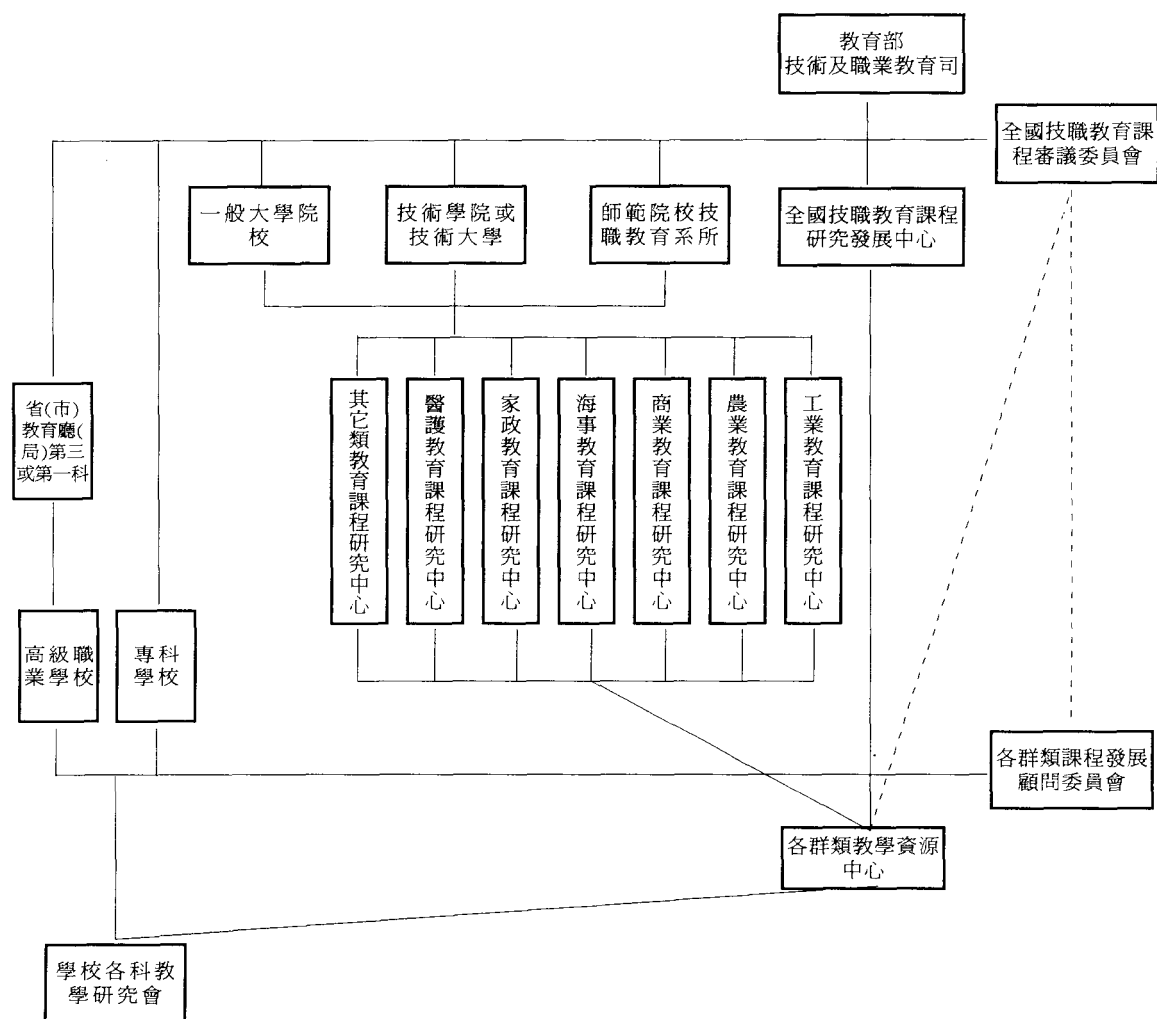 教育部
技術及職業教育司
全國技職教育課
程審議委員會
一般大學院
校
技術學院或
技術大學
師範院校技
職教育系所
全國技職教育課程
研究發展中心
省(市)
教育廳(
局)第三
或第一科
其它類教育課程研究中心
醫護教育課程研究中心
家政教育課程研究中心
海事教育課程研究中心
商業教育課程研究中心
農業教育課程研究中心
工業教育課程研究中心
高級職
業學校
專科
學校
各群類課程發展
顧問委員會
各群類教學資源
中心
學校各科教
學研究會